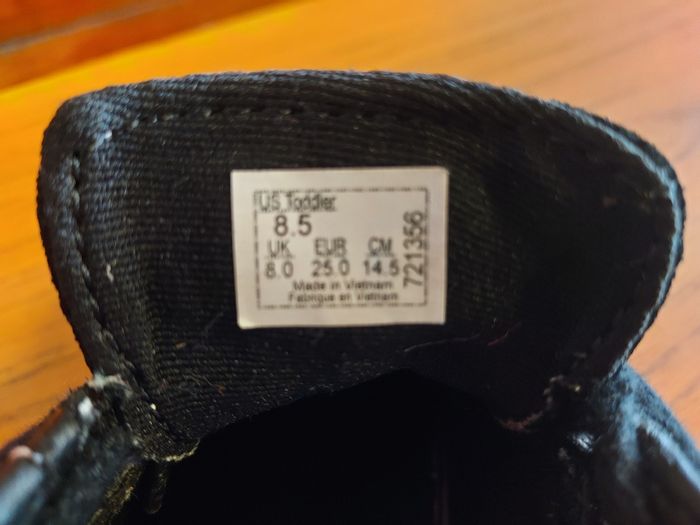 US Toddler
8.5
UK EUR CM
8.0 25.0 14.5
Made in Vietnam
Fabrique en Vietnam
721356